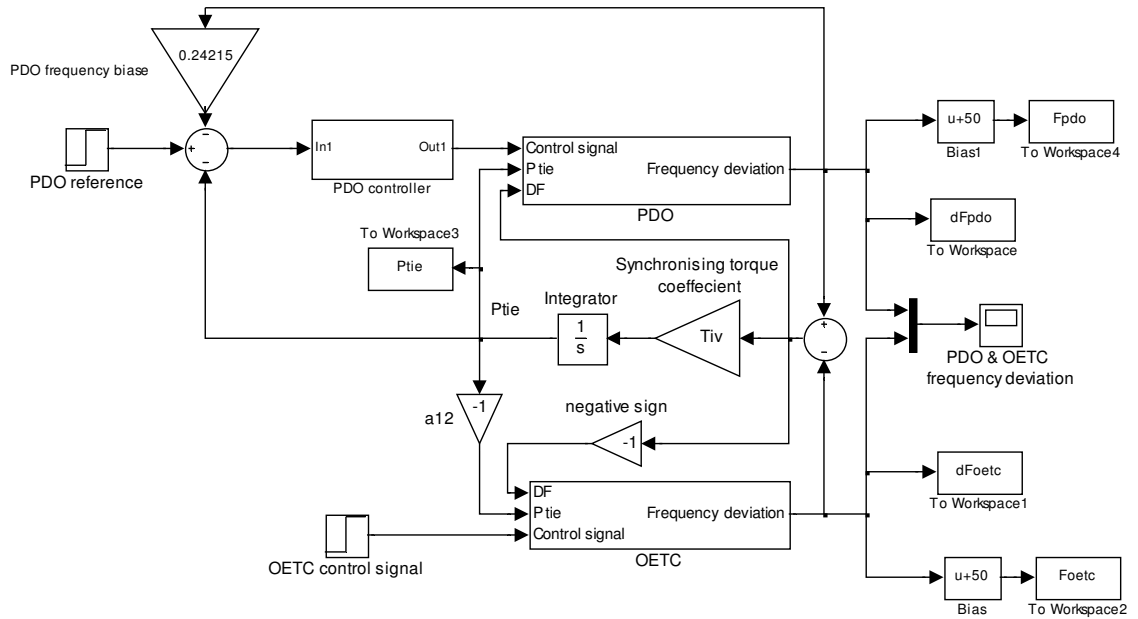 0.24215
PDO frequency biase
−
+
−
PDO reference
In1
Out1
PDO controller
Control signal
Ptie
DF
Frequency deviation
PDO
u+50
Bias1
Fpdo
To Workspace4
dFpdo
To Workspace
To Workspace3
Ptie
Ptie
Integrator
1
s
Synchronising torque
coeffecient
Tiv
+
−
PDO & OETC
frequency deviation
-1
a12
negative sign
-1
DF
Ptie
Control signal
Frequency deviation
OETC
OETC control signal
dFoetc
To Workspace1
u+50
Bias
Foetc
To Workspace2